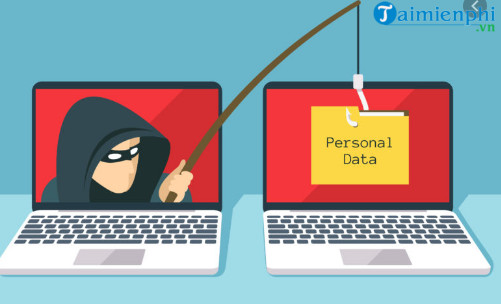 Taimienphi
.vn
Personal
Data